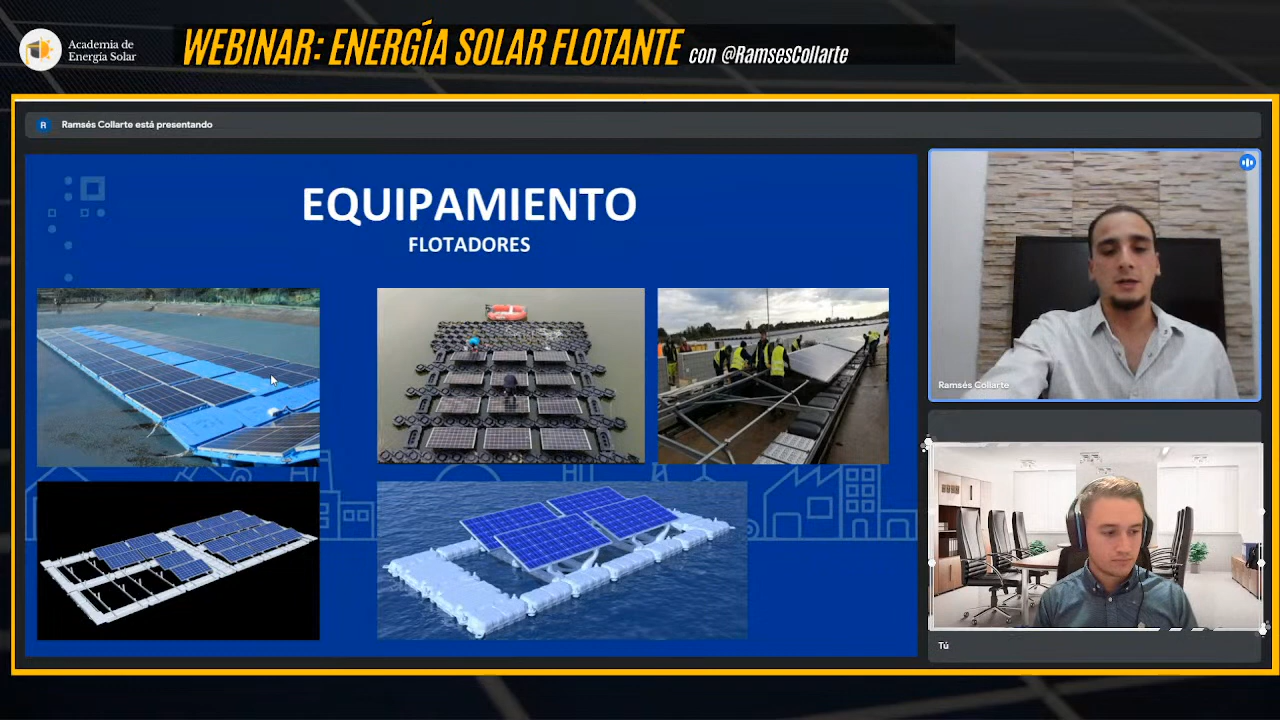 Academia de
Energía Solar
WEBINAR: ENERGÍA SOLAR FLOTANTE con @RamsesCollarte
R Ramsés Collarte está presentando
EQUIPAMIENTO
FLOTADORES
Ramsés Collarte
Tú